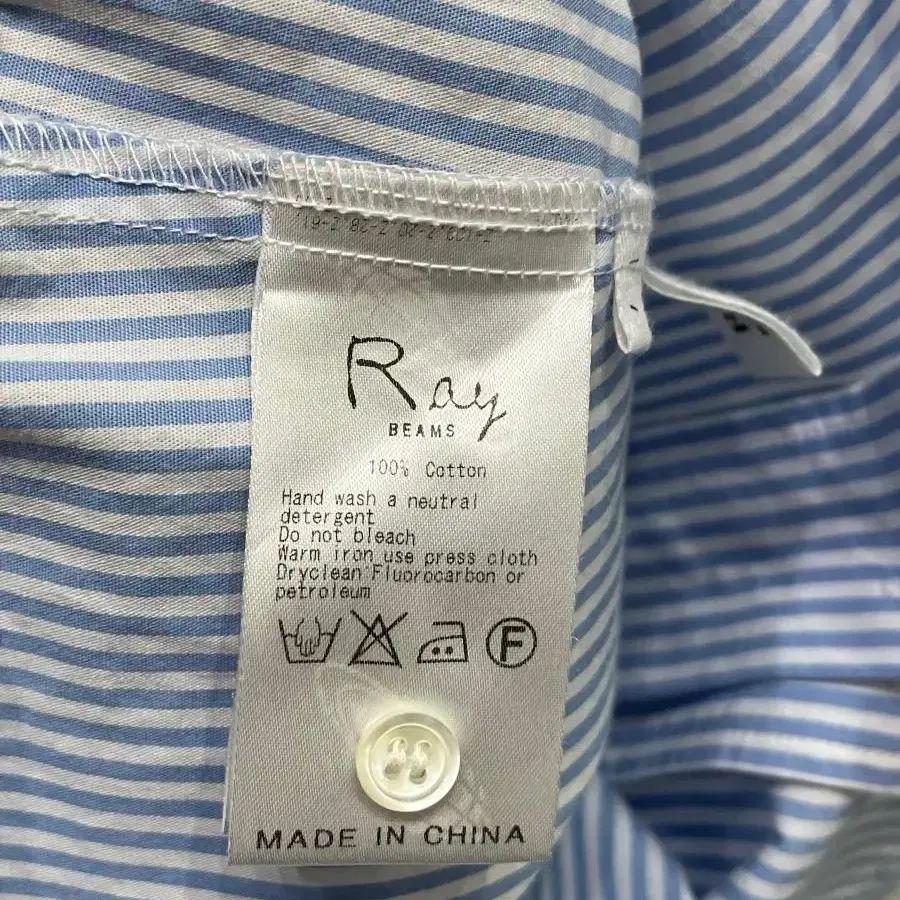 Ray
BEAMS
100% Cotton
Hand wash a neutral
detergent
Do not bleach
Warm iron use press cloth
Dryclean Fluorocarbon or
petroleum
F
MADE IN CHINA